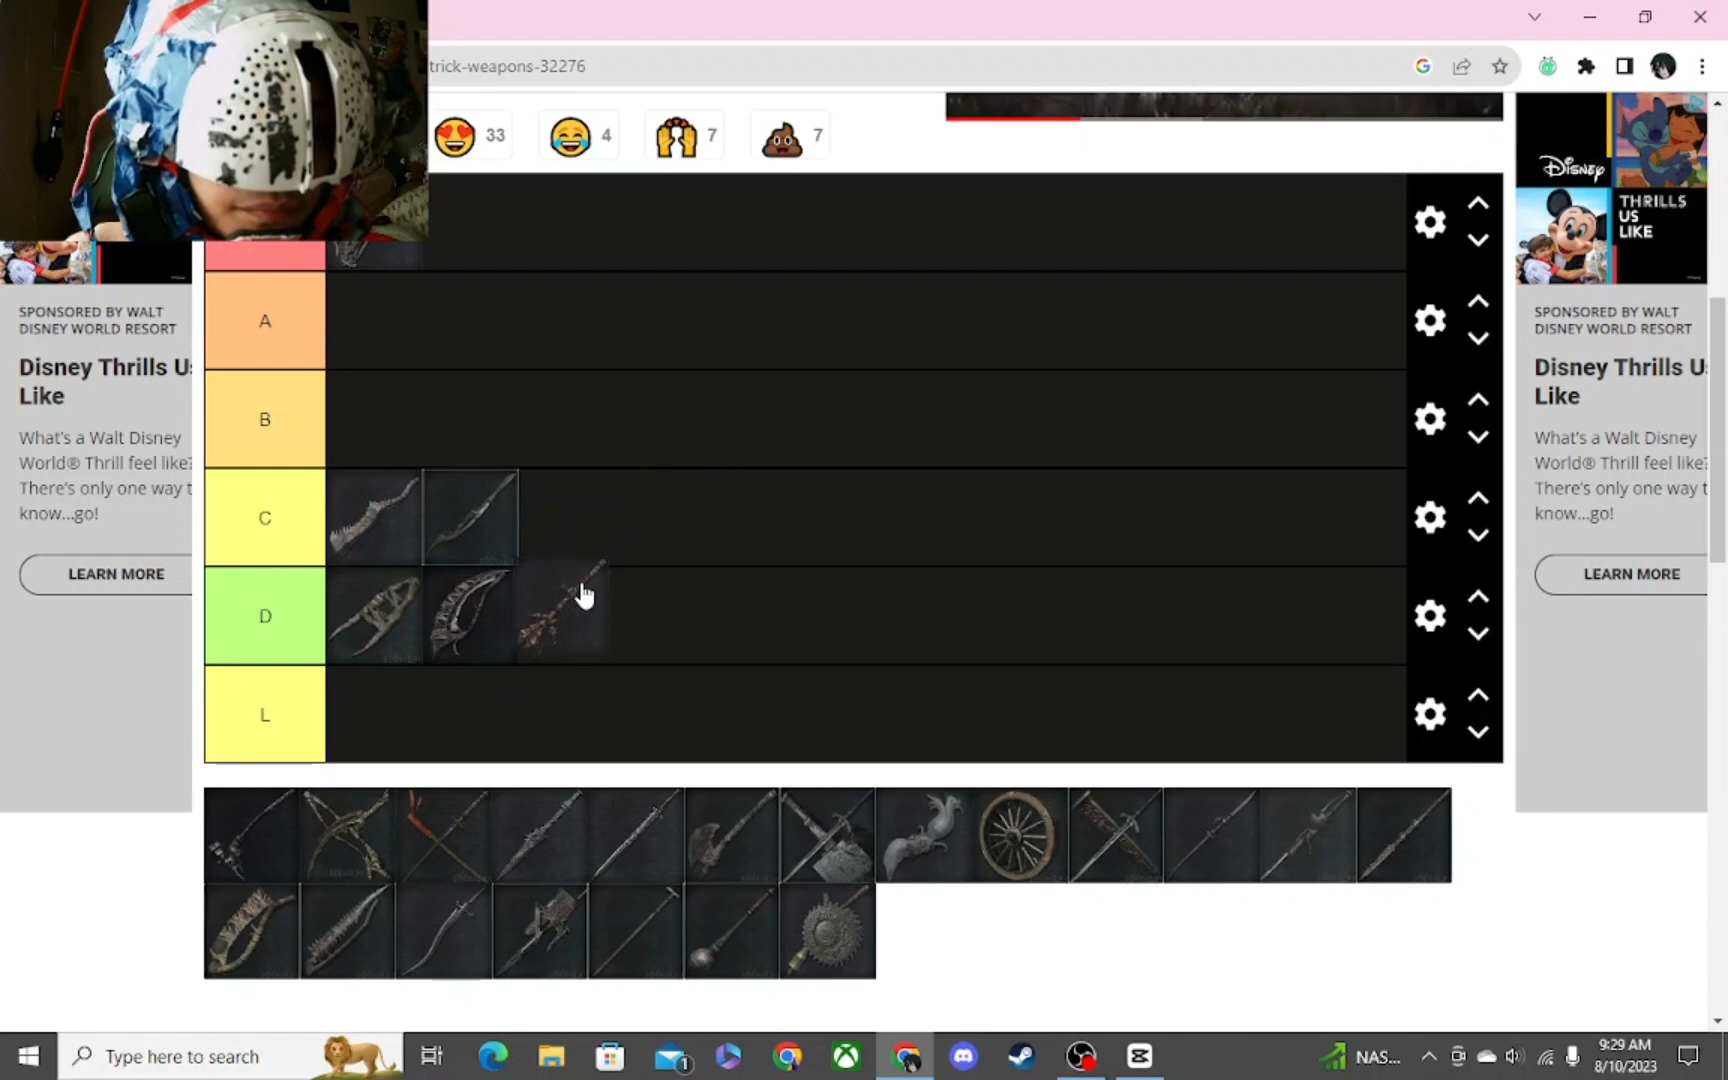 trick-weapons-32276
33
4
7
7
Disney
THRILLS
US
LIKE
SPONSORED BY WALT
DISNEY WORLD RESORT
Disney Thrills U
Like
What's a Walt Disney
World® Thrill feel like?
There's only one way t
know...go!
LEARN MORE
A
B
C
D
L
SPONSORED BY WALT
DISNEY WORLD RESORT
Disney Thrills U
Like
What's a Walt Disney
World® Thrill feel like?
There's only one way t
know...go!
LEARN MORE
Type here to search
1
NAS...
9:29 AM
8/10/2023